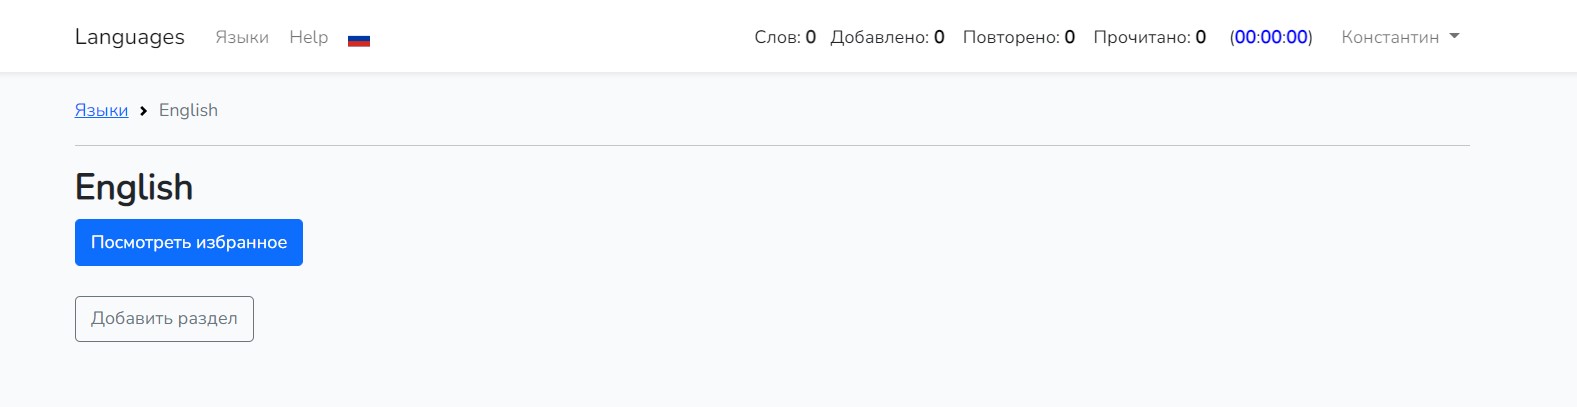 Languages Языки Help Слов: 0 Добавлено: 0 Повторено: 0 Прочитано: 0 (00:00:00) Константин
Языки > English
English
Посмотреть избранное
Добавить раздел